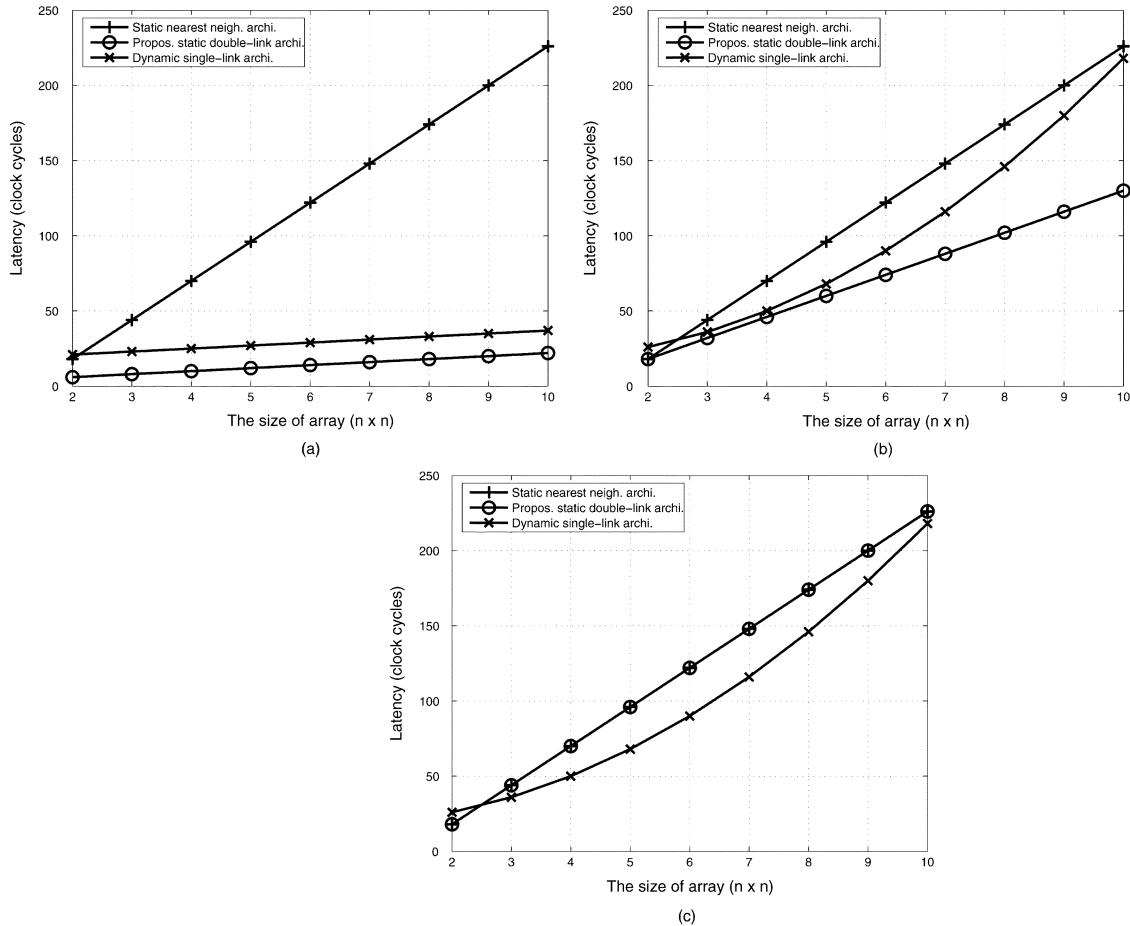 Static nearest neigh. archi.
Propos. static double−link archi.
Dynamic single−link archi.
250
200
150
100
50
0
Latency (clock cycles)
2 3 4 5 6 7 8 9 10
The size of array (n x n)
(a)
Static nearest neigh. archi.
Propos. static double−link archi.
Dynamic single−link archi.
250
200
150
100
50
0
Latency (clock cycles)
2 3 4 5 6 7 8 9 10
The size of array (n x n)
(b)
Static nearest neigh. archi.
Propos. static double−link archi.
Dynamic single−link archi.
250
200
150
100
50
0
Latency (clock cycles)
2 3 4 5 6 7 8 9 10
The size of array (n x n)
(c)